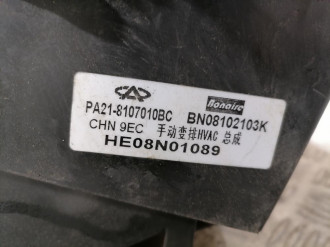 Bonaire
PA21-8107010BC BN08102103K
CHN 9EC 手动变排HVAC 总成
HE08N01089